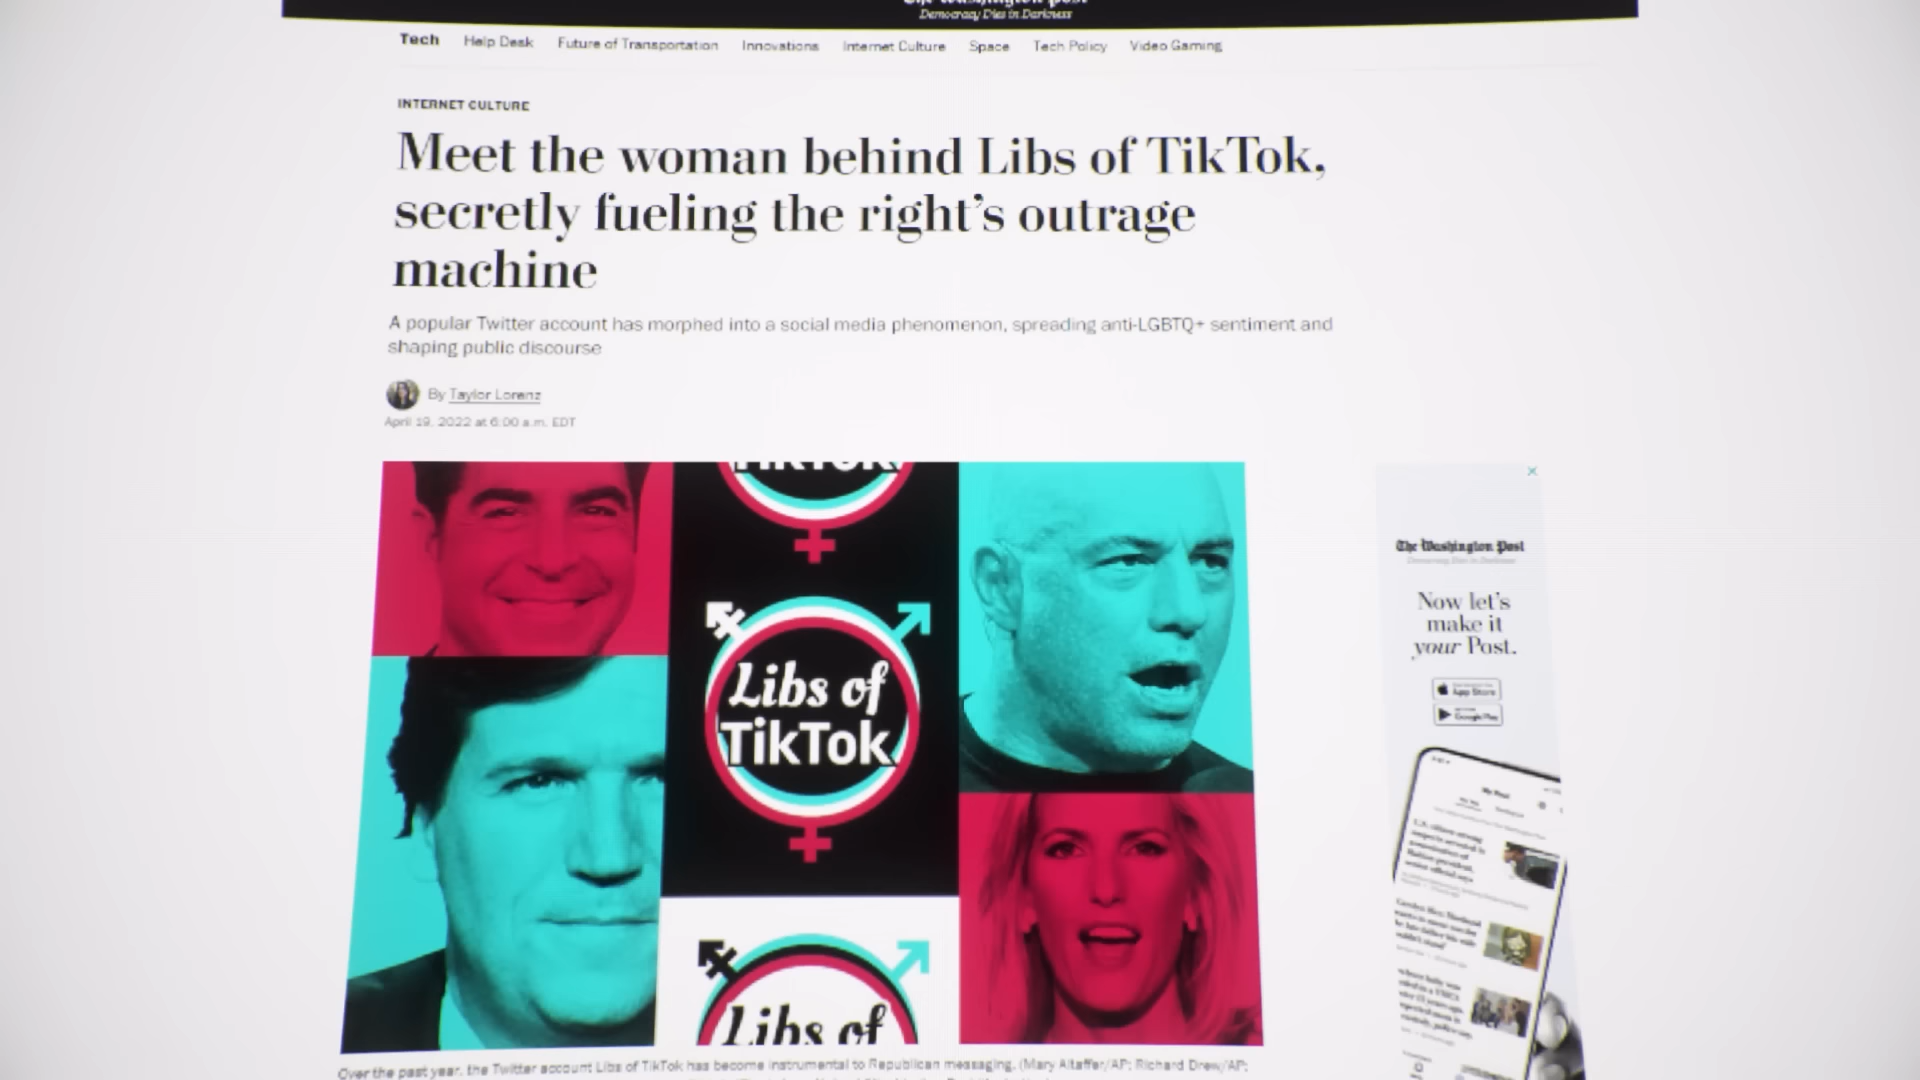 The Washington Post
Democracy Dies in Darkness
Tech Help Desk Future of Transportation Innovations Internet Culture Space Tech Policy Video Gaming
INTERNET CULTURE
Meet the woman behind Libs of TikTok,
secretly fueling the right's outrage
machine
A popular Twitter account has morphed into a social media phenomenon, spreading anti-LGBTQ+ sentiment and
shaping public discourse
By Taylor Lorenz
April 19, 2022 at 6:00 a.m. EDT
TikTok
Libs of
TikTok
Libs of
The Washington Post
Democracy Dies in Darkness
Now let's
make it
your Post.
App Store
Google Play
Over the past year, the Twitter account Libs of TikTok has become instrumental to Republican messaging. (Mary Altaffer/AP; Richard Drew/AP;